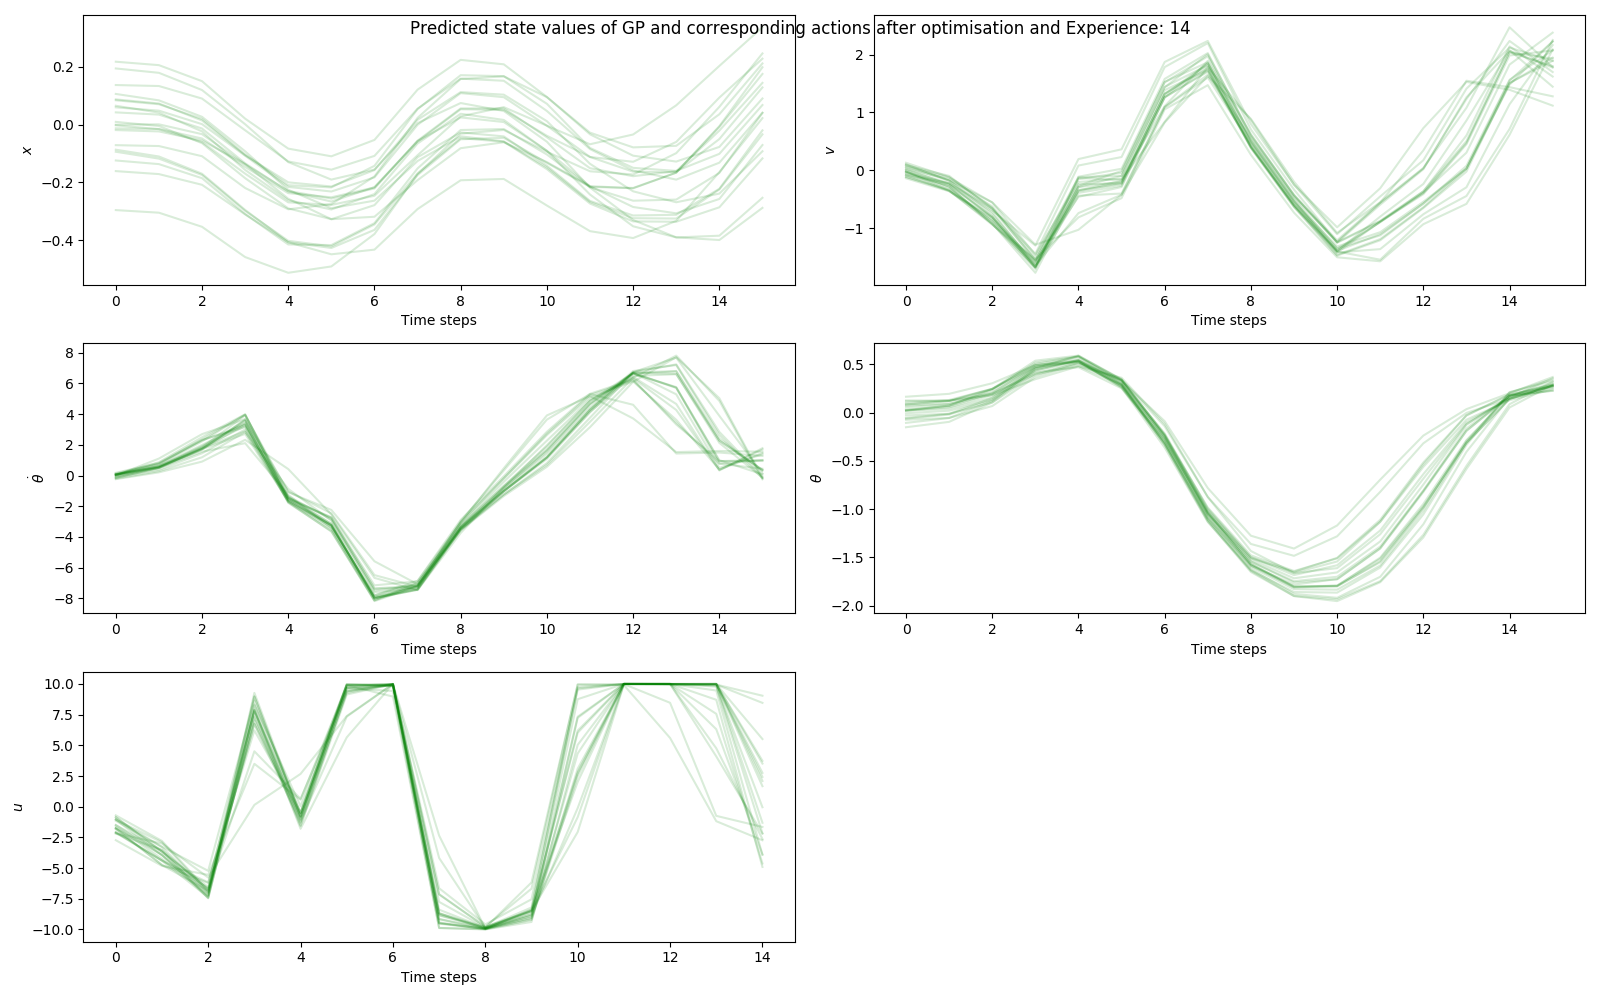 Predicted state values of GP and corresponding actions after optimisation and Experience: 14
x
0.2
0.0
−0.2
−0.4
0 2 4 6 8 10 12 14
Time steps
v
2
1
0
−1
0 2 4 6 8 10 12 14
Time steps
θ̇
8
6
4
2
0
−2
−4
−6
−8
0 2 4 6 8 10 12 14
Time steps
θ
0.5
0.0
−0.5
−1.0
−1.5
−2.0
0 2 4 6 8 10 12 14
Time steps
u
10.0
7.5
5.0
2.5
0.0
−2.5
−5.0
−7.5
−10.0
0 2 4 6 8 10 12 14
Time steps